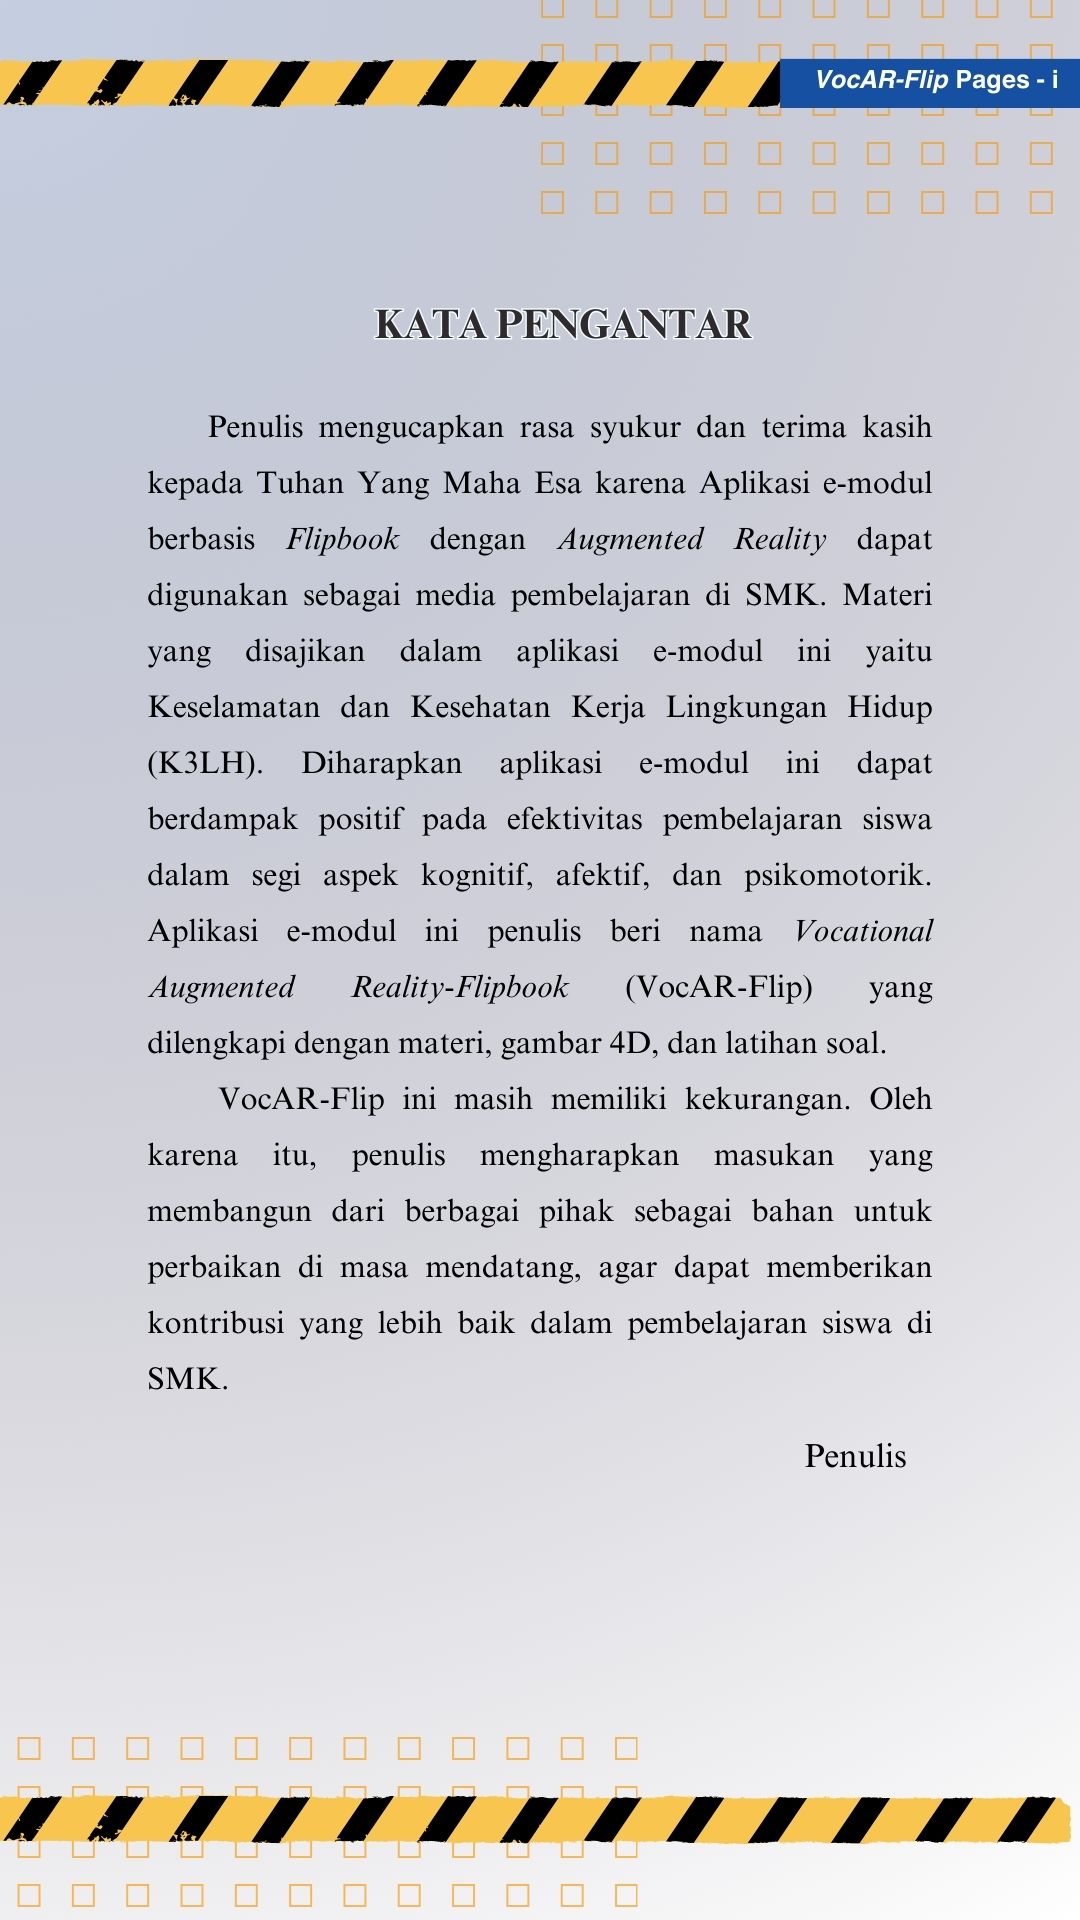 VocAR-Flip Pages - i
KATA PENGANTAR
Penulis mengucapkan rasa syukur dan terima kasih
kepada Tuhan Yang Maha Esa karena Aplikasi e-modul
berbasis Flipbook dengan Augmented Reality dapat
digunakan sebagai media pembelajaran di SMK. Materi
yang disajikan dalam aplikasi e-modul ini yaitu
Keselamatan dan Kesehatan Kerja Lingkungan Hidup
(K3LH). Diharapkan aplikasi e-modul ini dapat
berdampak positif pada efektivitas pembelajaran siswa
dalam segi aspek kognitif, afektif, dan psikomotorik.
Aplikasi e-modul ini penulis beri nama Vocational
Augmented Reality-Flipbook (VocAR-Flip) yang
dilengkapi dengan materi, gambar 4D, dan latihan soal.
VocAR-Flip ini masih memiliki kekurangan. Oleh
karena itu, penulis mengharapkan masukan yang
membangun dari berbagai pihak sebagai bahan untuk
perbaikan di masa mendatang, agar dapat memberikan
kontribusi yang lebih baik dalam pembelajaran siswa di
SMK.
Penulis